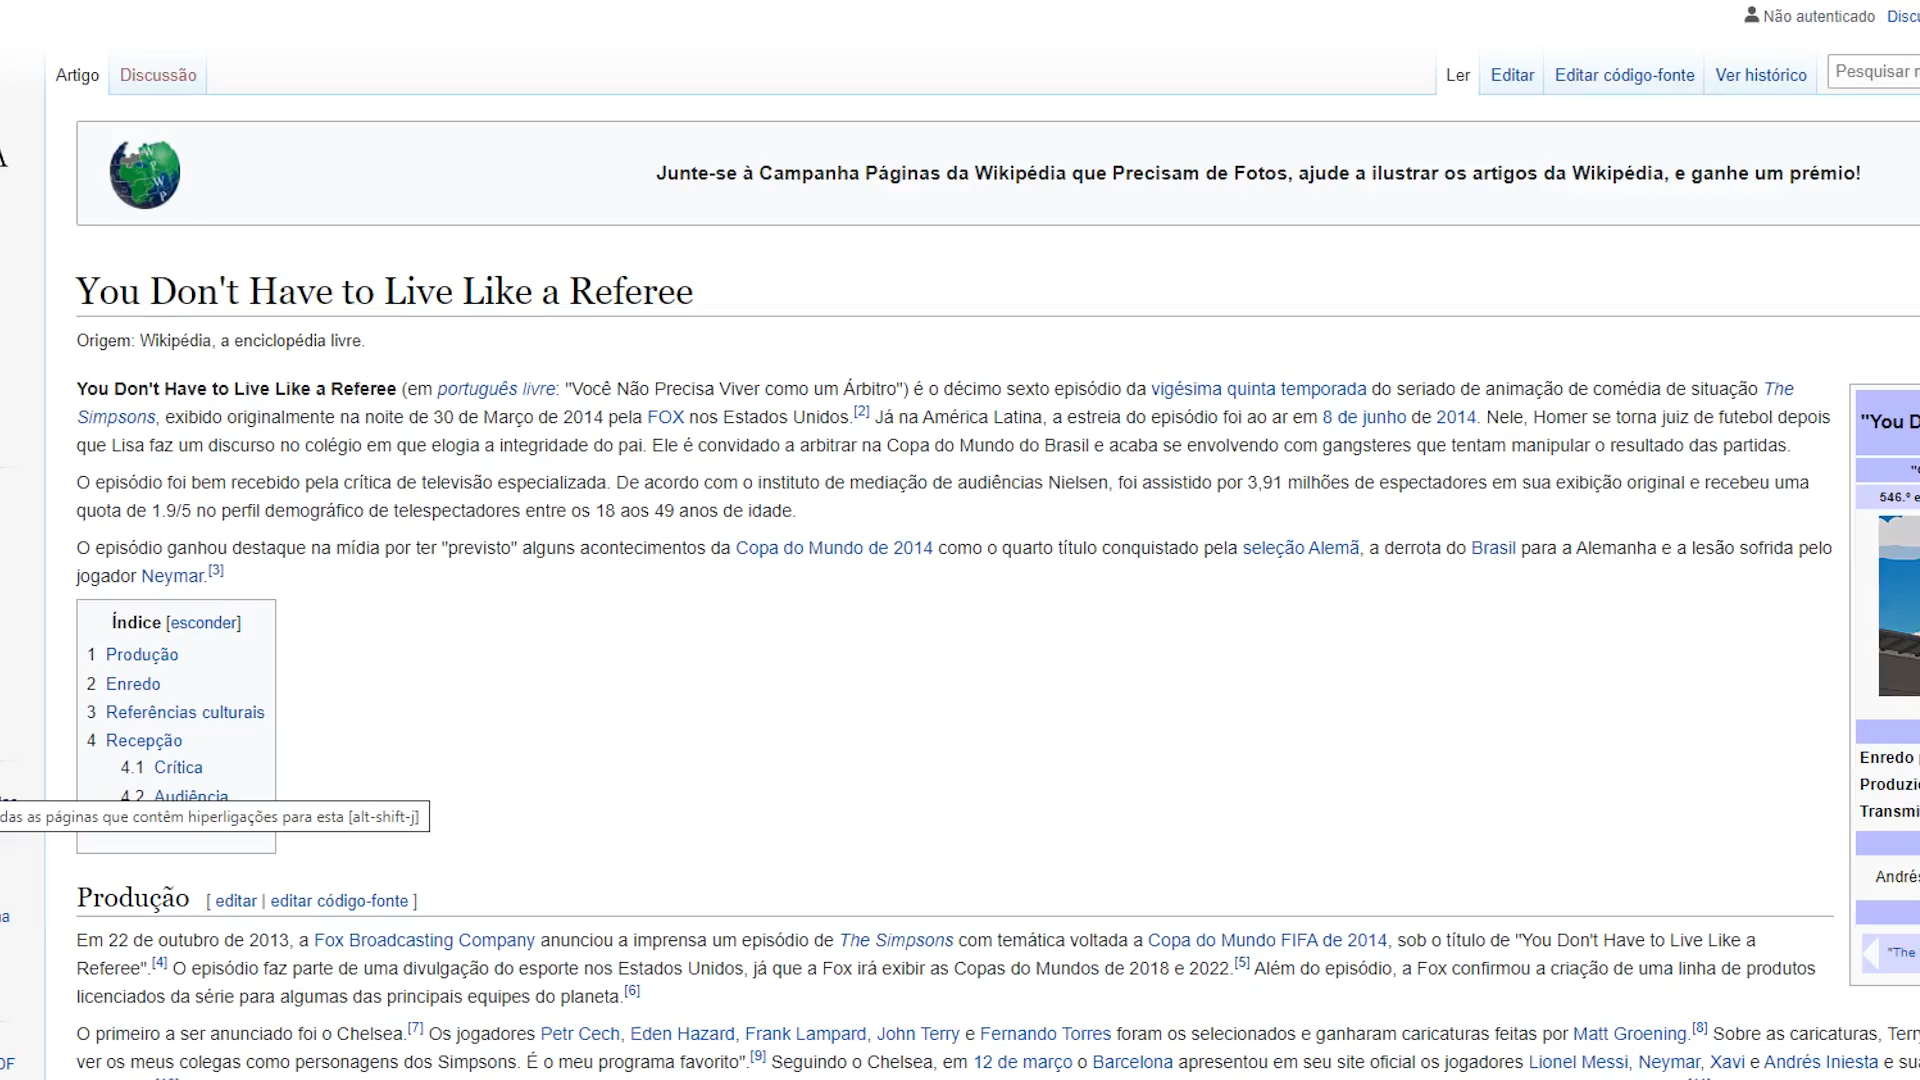 Não autenticado
Artigo Discussão Ler Editar Editar código-fonte Ver histórico Pesquisar
Junte-se à Campanha Páginas da Wikipédia que Precisam de Fotos, ajude a ilustrar os artigos da Wikipédia, e ganhe um prémio!
You Don't Have to Live Like a Referee
Origem: Wikipédia, a enciclopédia livre.
You Don't Have to Live Like a Referee (em português livre: "Você Não Precisa Viver como um Árbitro") é o décimo sexto episódio da vigésima quinta temporada do seriado de animação de comédia de situação The
Simpsons, exibido originalmente na noite de 30 de Março de 2014 pela FOX nos Estados Unidos.[2] Já na América Latina, a estreia do episódio foi ao ar em 8 de junho de 2014. Nele, Homer se torna juiz de futebol depois
que Lisa faz um discurso no colégio em que elogia a integridade do pai. Ele é convidado a arbitrar na Copa do Mundo do Brasil e acaba se envolvendo com gangsteres que tentam manipular o resultado das partidas.
O episódio foi bem recebido pela crítica de televisão especializada. De acordo com o instituto de mediação de audiências Nielsen, foi assistido por 3,91 milhões de espectadores em sua exibição original e recebeu uma
quota de 1.9/5 no perfil demográfico de telespectadores entre os 18 aos 49 anos de idade.
O episódio ganhou destaque na mídia por ter "previsto" alguns acontecimentos da Copa do Mundo de 2014 como o quarto título conquistado pela seleção Alemã, a derrota do Brasil para a Alemanha e a lesão sofrida pelo
jogador Neymar.[3]
Índice [esconder]
1 Produção
2 Enredo
3 Referências culturais
4 Recepção
4.1 Crítica
4.2 Audiência
as páginas que contêm hiperligações para esta [alt-shift-j]
"You
546.º
Enredo
"The
Produção [ editar | editar código-fonte ]
Em 22 de outubro de 2013, a Fox Broadcasting Company anunciou a imprensa um episódio de The Simpsons com temática voltada a Copa do Mundo FIFA de 2014, sob o título de "You Don't Have to Live Like a
Referee".[4] O episódio faz parte de uma divulgação do esporte nos Estados Unidos, já que a Fox irá exibir as Copas do Mundos de 2018 e 2022.[5] Além do episódio, a Fox confirmou a criação de uma linha de produtos
licenciados da série para algumas das principais equipes do planeta.[6]
O primeiro a ser anunciado foi o Chelsea.[7] Os jogadores Petr Cech, Eden Hazard, Frank Lampard, John Terry e Fernando Torres foram os selecionados e ganharam caricaturas feitas por Matt Groening.[8] Sobre as caricaturas, Terry
ver os meus colegas como personagens dos Simpsons. É o meu programa favorito".[9] Seguindo o Chelsea, em 12 de março o Barcelona apresentou em seu site oficial os jogadores Lionel Messi, Neymar, Xavi e Andrés Iniesta e